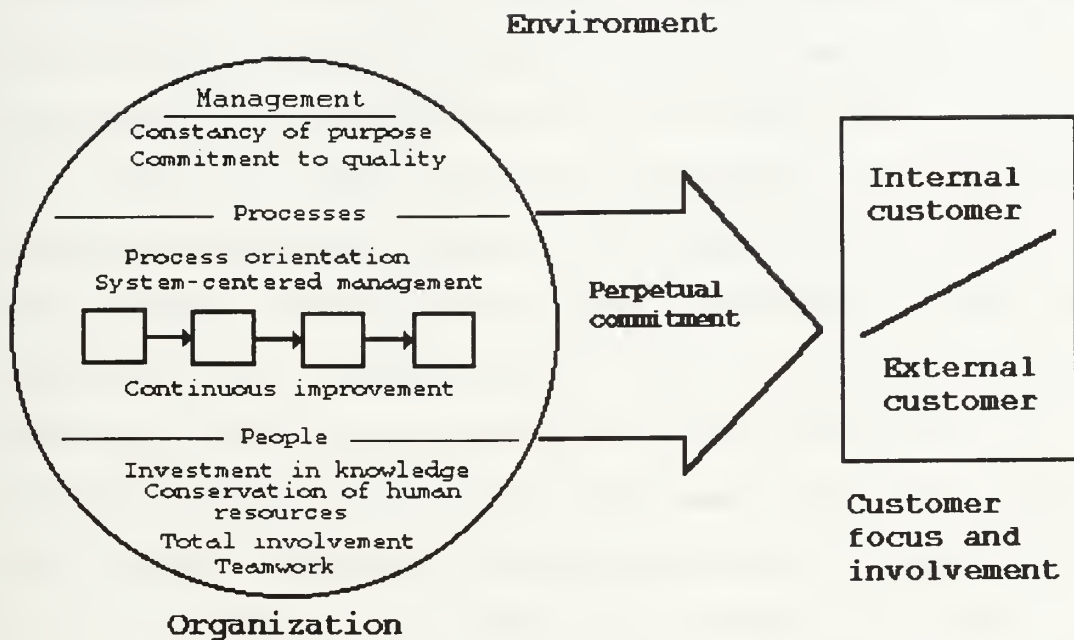 Environment
Management
Constancy of purpose
Commitment to quality
Processes
Process orientation
System-centered management
Continuous improvement
People
Investment in knowledge
Conservation of human
resources
Total involvement
Teamwork
Organization
Perpetual
commitment
Internal
customer
External
customer
Customer
focus and
involvement